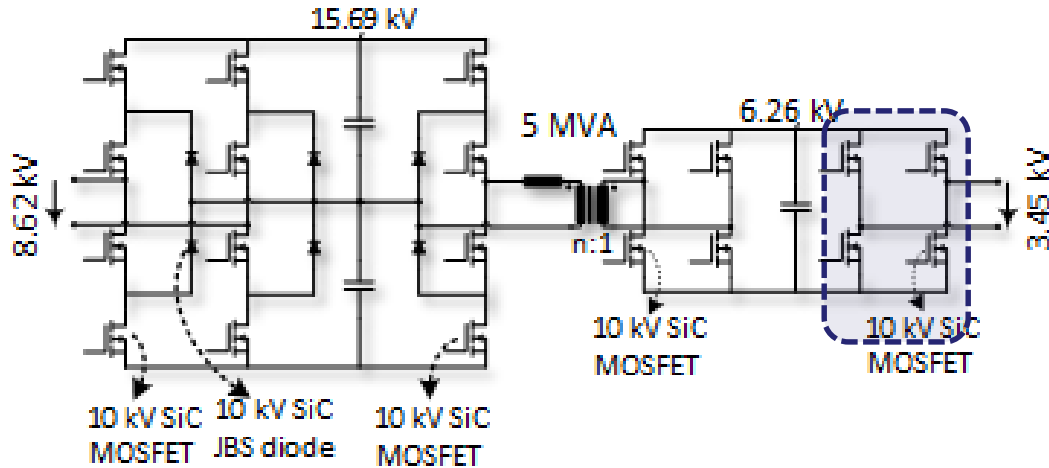 15.69 kV
5 MVA
6.26 kV
8.62 kV
3.45 kV
n:1
10 kV SiC
MOSFET
10 kV SiC
JBS diode
10 kV SiC
MOSFET
10 kV SiC
MOSFET
10 kV SiC
MOSFET